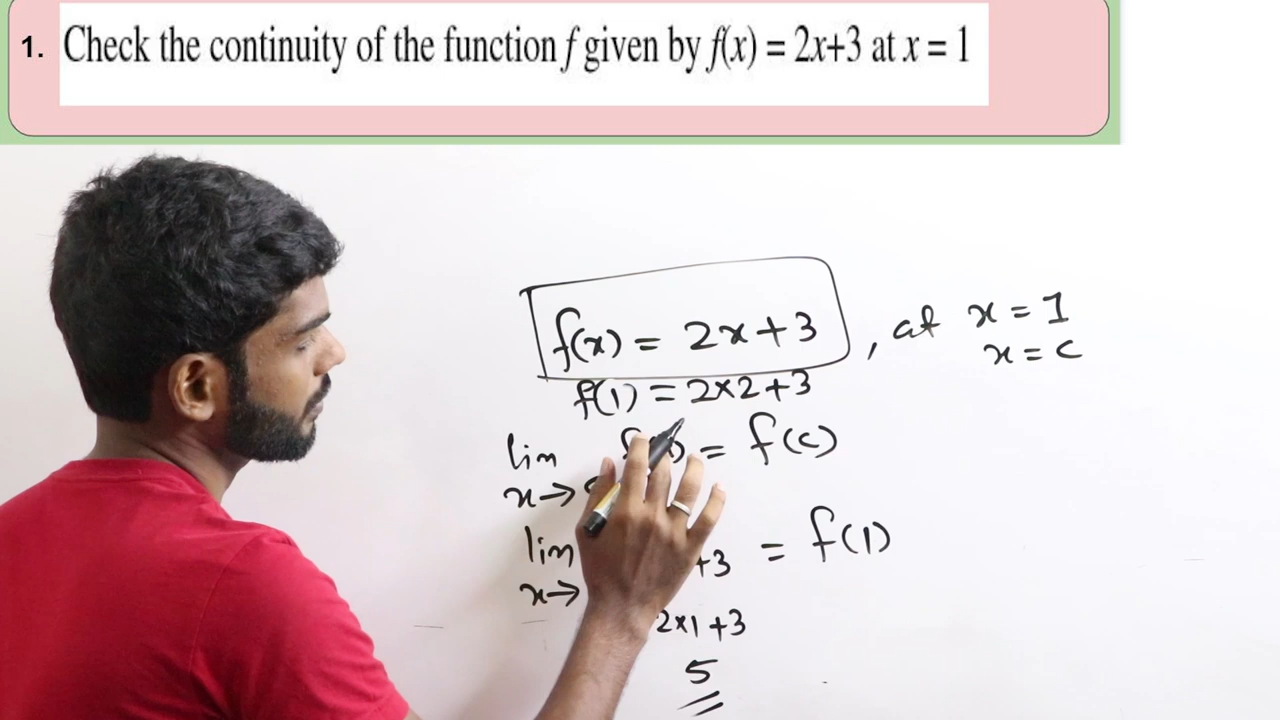 1. Check the continuity of the function f given by f(x) = 2x+3 at x = 1
f(x) = 2x+3 , at x = 1
x = c
f(1) = 2×2+3
lim = f(c)
x→
lim +3 = f(1)
x→
2×1 +3
5